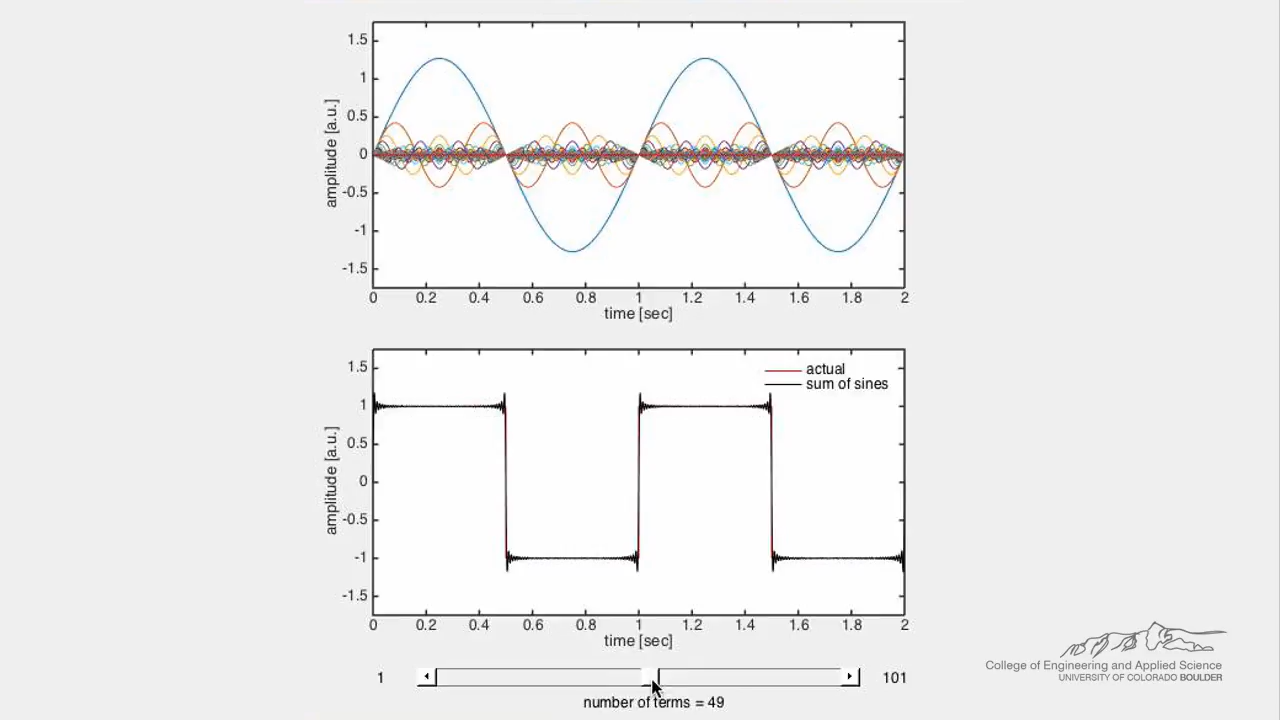 1.5
1
0.5
0
-0.5
-1
-1.5
amplitude [a.u.]
0 0.2 0.4 0.6 0.8 1 1.2 1.4 1.6 1.8 2
time [sec]
actual
sum of sines
1.5
1
0.5
0
-0.5
-1
-1.5
amplitude [a.u.]
0 0.2 0.4 0.6 0.8 1 1.2 1.4 1.6 1.8 2
time [sec]
1 101
number of terms = 49
College of Engineering and Applied Science
UNIVERSITY OF COLORADO BOULDER